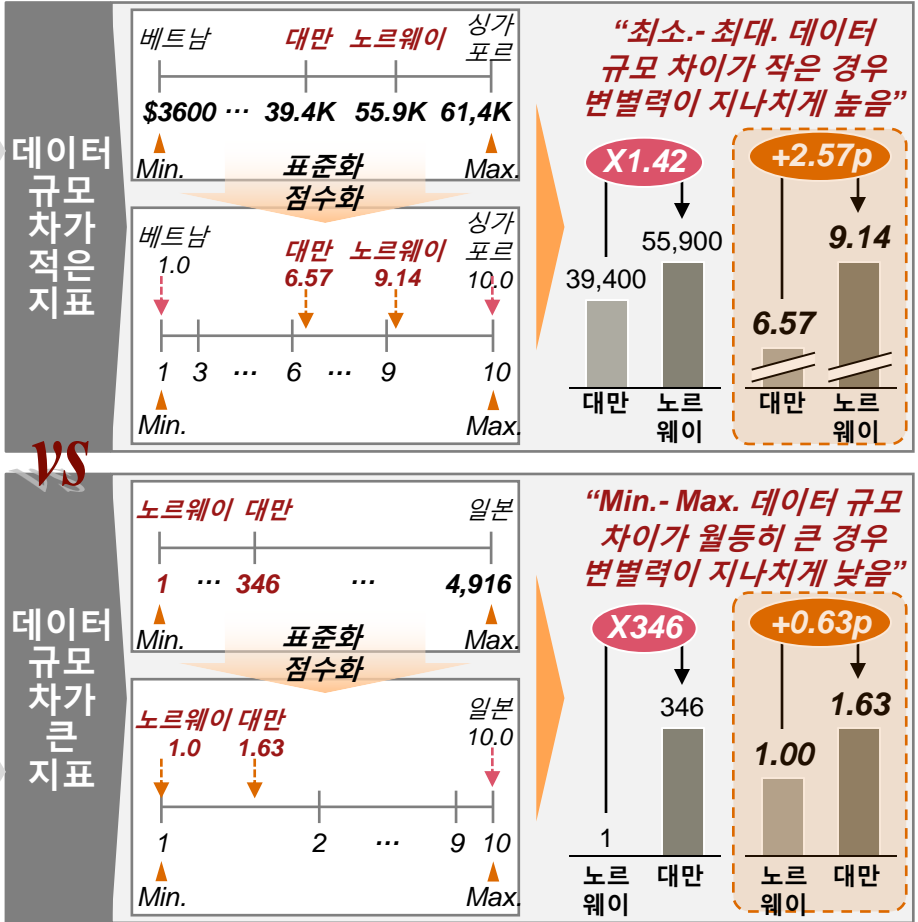 데이터
규모
차가
적은
지표
베트남 대만 노르웨이 싱가
포르
$3600 ··· 39.4K 55.9K 61,4K
Min. Max.
표준화
점수화
베트남 대만 노르웨이 싱가
포르
1.0 6.57 9.14 10.0
1 3 ··· 6 ··· 9 10
Min. Max.
“최소.- 최대. 데이터
규모 차이가 작은 경우
변별력이 지나치게 높음”
X1.42
39,400 55,900
대만 노르
웨이
+2.57p
6.57 9.14
대만 노르
웨이
VS
데이터
규모
차가
큰
지표
노르웨이 대만 일본
1 ··· 346 ··· 4,916
Min. Max.
표준화
점수화
노르웨이 대만 일본
1.0 1.63 10.0
1 2 ··· 9 10
Min. Max.
“Min.- Max. 데이터 규모
차이가 월등히 큰 경우
변별력이 지나치게 낮음”
X346
1 346
노르
웨이 대만
+0.63p
1.00 1.63
노르
웨이 대만